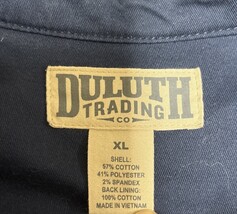 DULUTH
TRADING
CO
XL
SHELL:
57% COTTON
41% POLYESTER
2% SPANDEX
BACK LINING:
100% COTTON
MADE IN VIETNAM